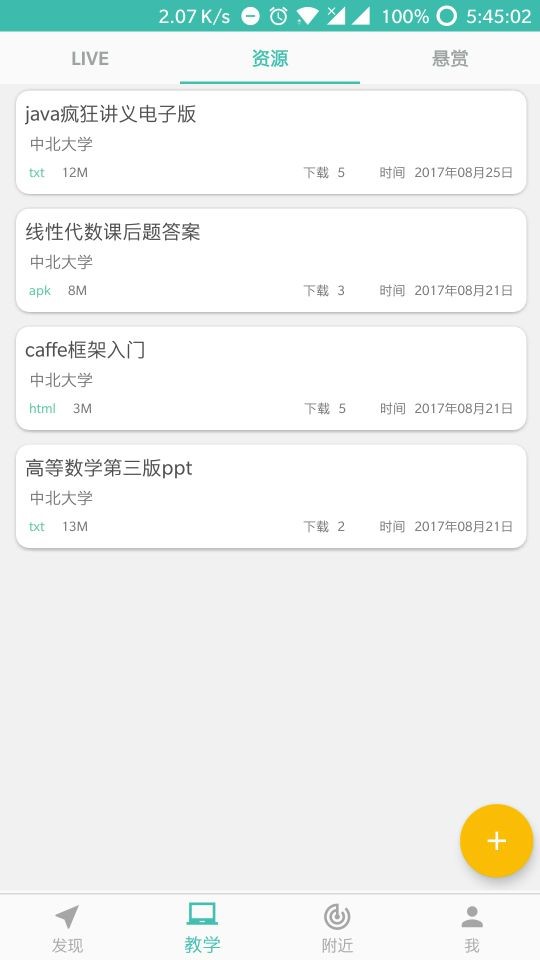 2.07 K/s 100% 5:45:02
LIVE 资源 悬赏
java疯狂讲义电子版
中北大学
txt 12M 下载 5 时间 2017年08月25日
线性代数课后题答案
中北大学
apk 8M 下载 3 时间 2017年08月21日
caffe框架入门
中北大学
html 3M 下载 5 时间 2017年08月21日
高等数学第三版ppt
中北大学
txt 13M 下载 2 时间 2017年08月21日
+
发现 教学 附近 我